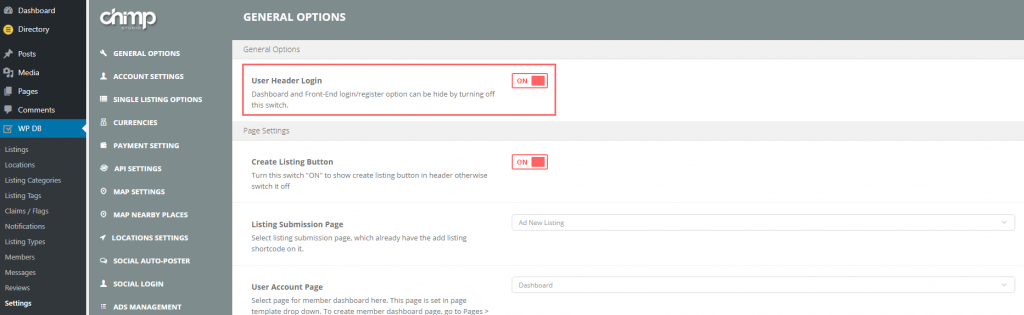 Dashboard
Directory
Posts
Media
Pages
Comments
WP DB
Listings
Locations
Listing Categories
Listing Tags
Claims / Flags
Notifications
Listing Types
Members
Messages
Reviews
Settings
chimp
STUDIO
GENERAL OPTIONS
ACCOUNT SETTINGS
SINGLE LISTING OPTIONS
CURRENCIES
PAYMENT SETTING
API SETTINGS
MAP SETTINGS
MAP NEARBY PLACES
LOCATIONS SETTINGS
SOCIAL AUTO-POSTER
SOCIAL LOGIN
ADS MANAGEMENT
GENERAL OPTIONS
General Options
User Header Login
ON
Dashboard and Front-End login/register option can be hide by turning off
this switch.
Page Settings
Create Listing Button
ON
Turn this switch "ON" to show create listing button in header otherwise
switch it off
Listing Submission Page
Ad New Listing
Select listing submission page, which already have the add listing
shortcode on it.
User Account Page
Dashboard
Select page for member dashboard here. This page is set in page
template drop down. To create member dashboard page, go to Pages >